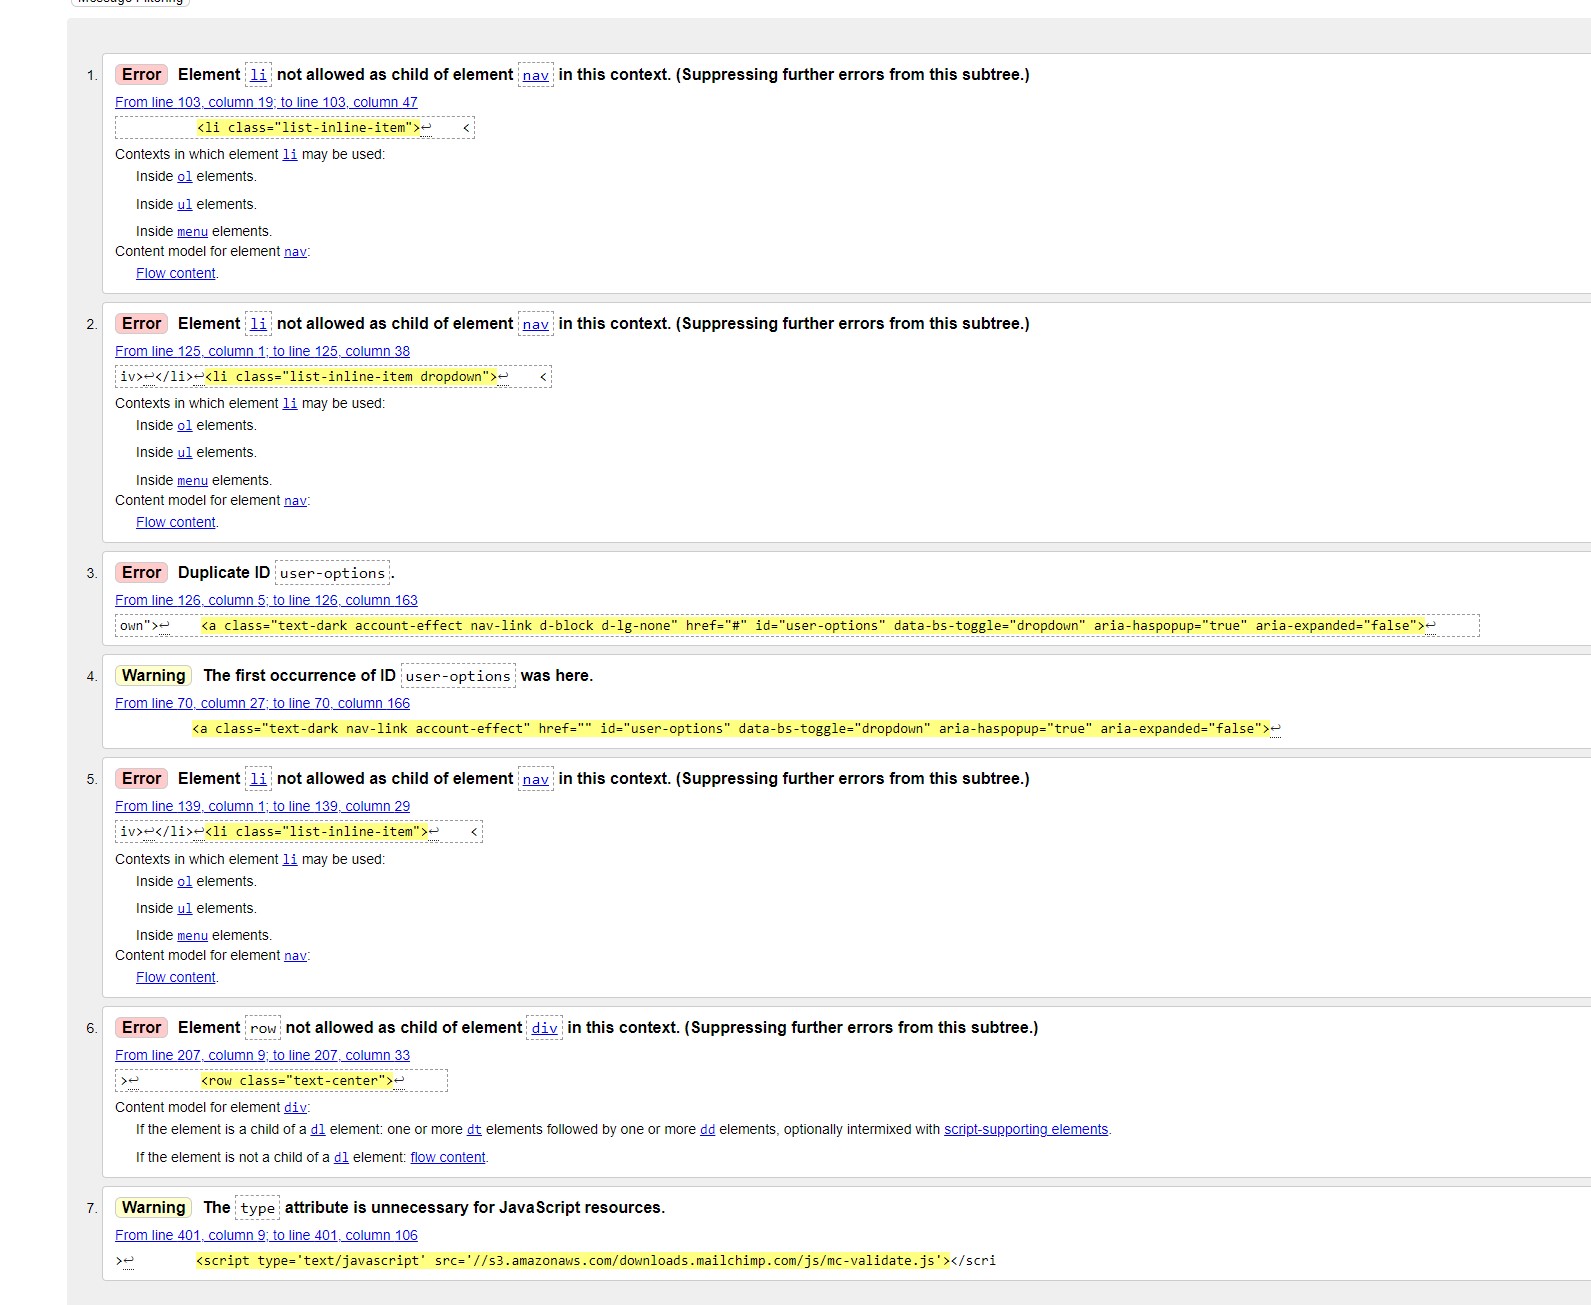 Message Filtering
1. Error Element li not allowed as child of element nav in this context. (Suppressing further errors from this subtree.)
From line 103, column 19; to line 103, column 47
<li class="list-inline-item">↩ <
Contexts in which element li may be used:
Inside ol elements.
Inside ul elements.
Inside menu elements.
Content model for element nav:
Flow content.
2. Error Element li not allowed as child of element nav in this context. (Suppressing further errors from this subtree.)
From line 125, column 1; to line 125, column 38
iv>↩</li>↩<li class="list-inline-item dropdown">↩ <
Contexts in which element li may be used:
Inside ol elements.
Inside ul elements.
Inside menu elements.
Content model for element nav:
Flow content.
3. Error Duplicate ID user-options.
From line 126, column 5; to line 126, column 163
own">↩ <a class="text-dark account-effect nav-link d-block d-lg-none" href="#" id="user-options" data-bs-toggle="dropdown" aria-haspopup="true" aria-expanded="false">↩
4. Warning The first occurrence of ID user-options was here.
From line 70, column 27; to line 70, column 166
<a class="text-dark nav-link account-effect" href="" id="user-options" data-bs-toggle="dropdown" aria-haspopup="true" aria-expanded="false">↩
5. Error Element li not allowed as child of element nav in this context. (Suppressing further errors from this subtree.)
From line 139, column 1; to line 139, column 29
iv>↩</li>↩<li class="list-inline-item">↩ <
Contexts in which element li may be used:
Inside ol elements.
Inside ul elements.
Inside menu elements.
Content model for element nav:
Flow content.
6. Error Element row not allowed as child of element div in this context. (Suppressing further errors from this subtree.)
From line 207, column 9; to line 207, column 33
>↩ <row class="text-center">↩
Content model for element div:
If the element is a child of a dl element: one or more dt elements followed by one or more dd elements, optionally intermixed with script-supporting elements.
If the element is not a child of a dl element: flow content.
7. Warning The type attribute is unnecessary for JavaScript resources.
From line 401, column 9; to line 401, column 106
>↩ <script type='text/javascript' src='//s3.amazonaws.com/downloads.mailchimp.com/js/mc-validate.js'></scri